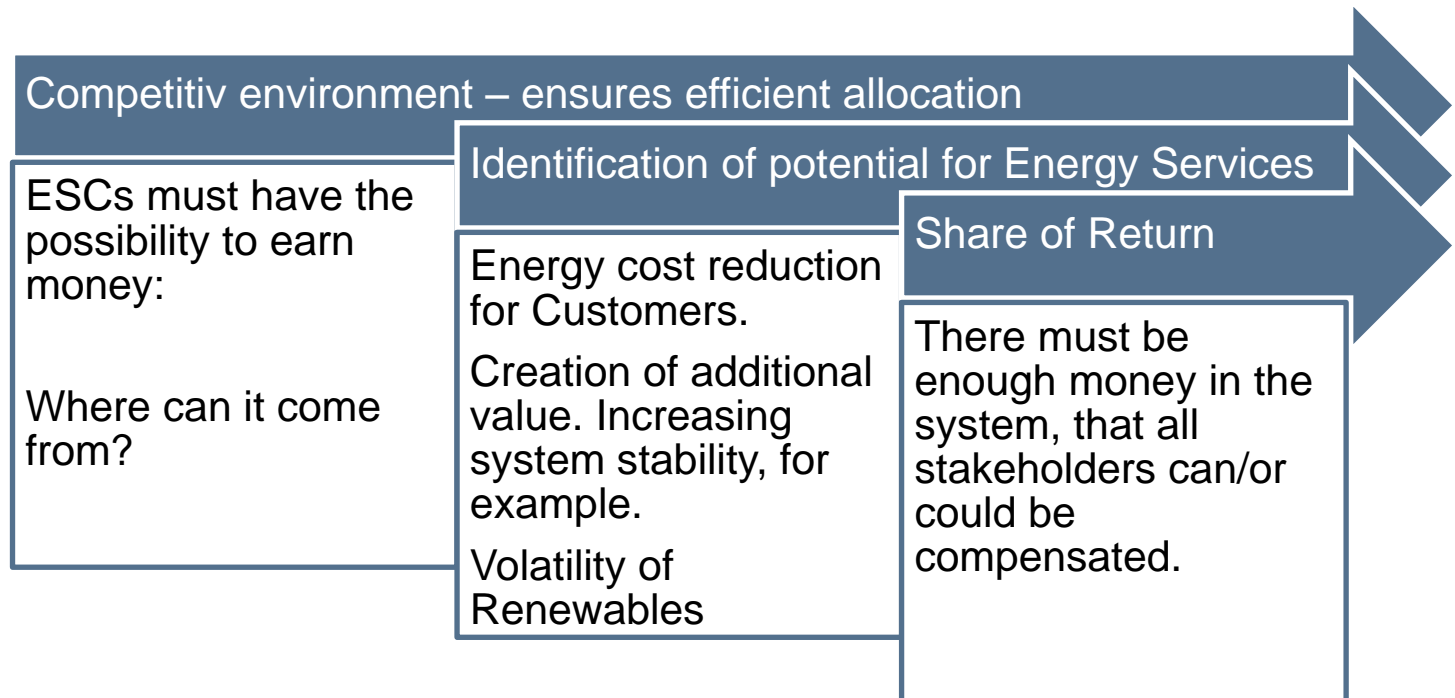 Competitiv environment – ensures efficient allocation
ESCs must have the
possibility to earn
money:
Where can it come
from?
Identification of potential for Energy Services
Energy cost reduction
for Customers.
Creation of additional
value. Increasing
system stability, for
example.
Volatility of
Renewables
Share of Return
There must be
enough money in the
system, that all
stakeholders can/or
could be
compensated.